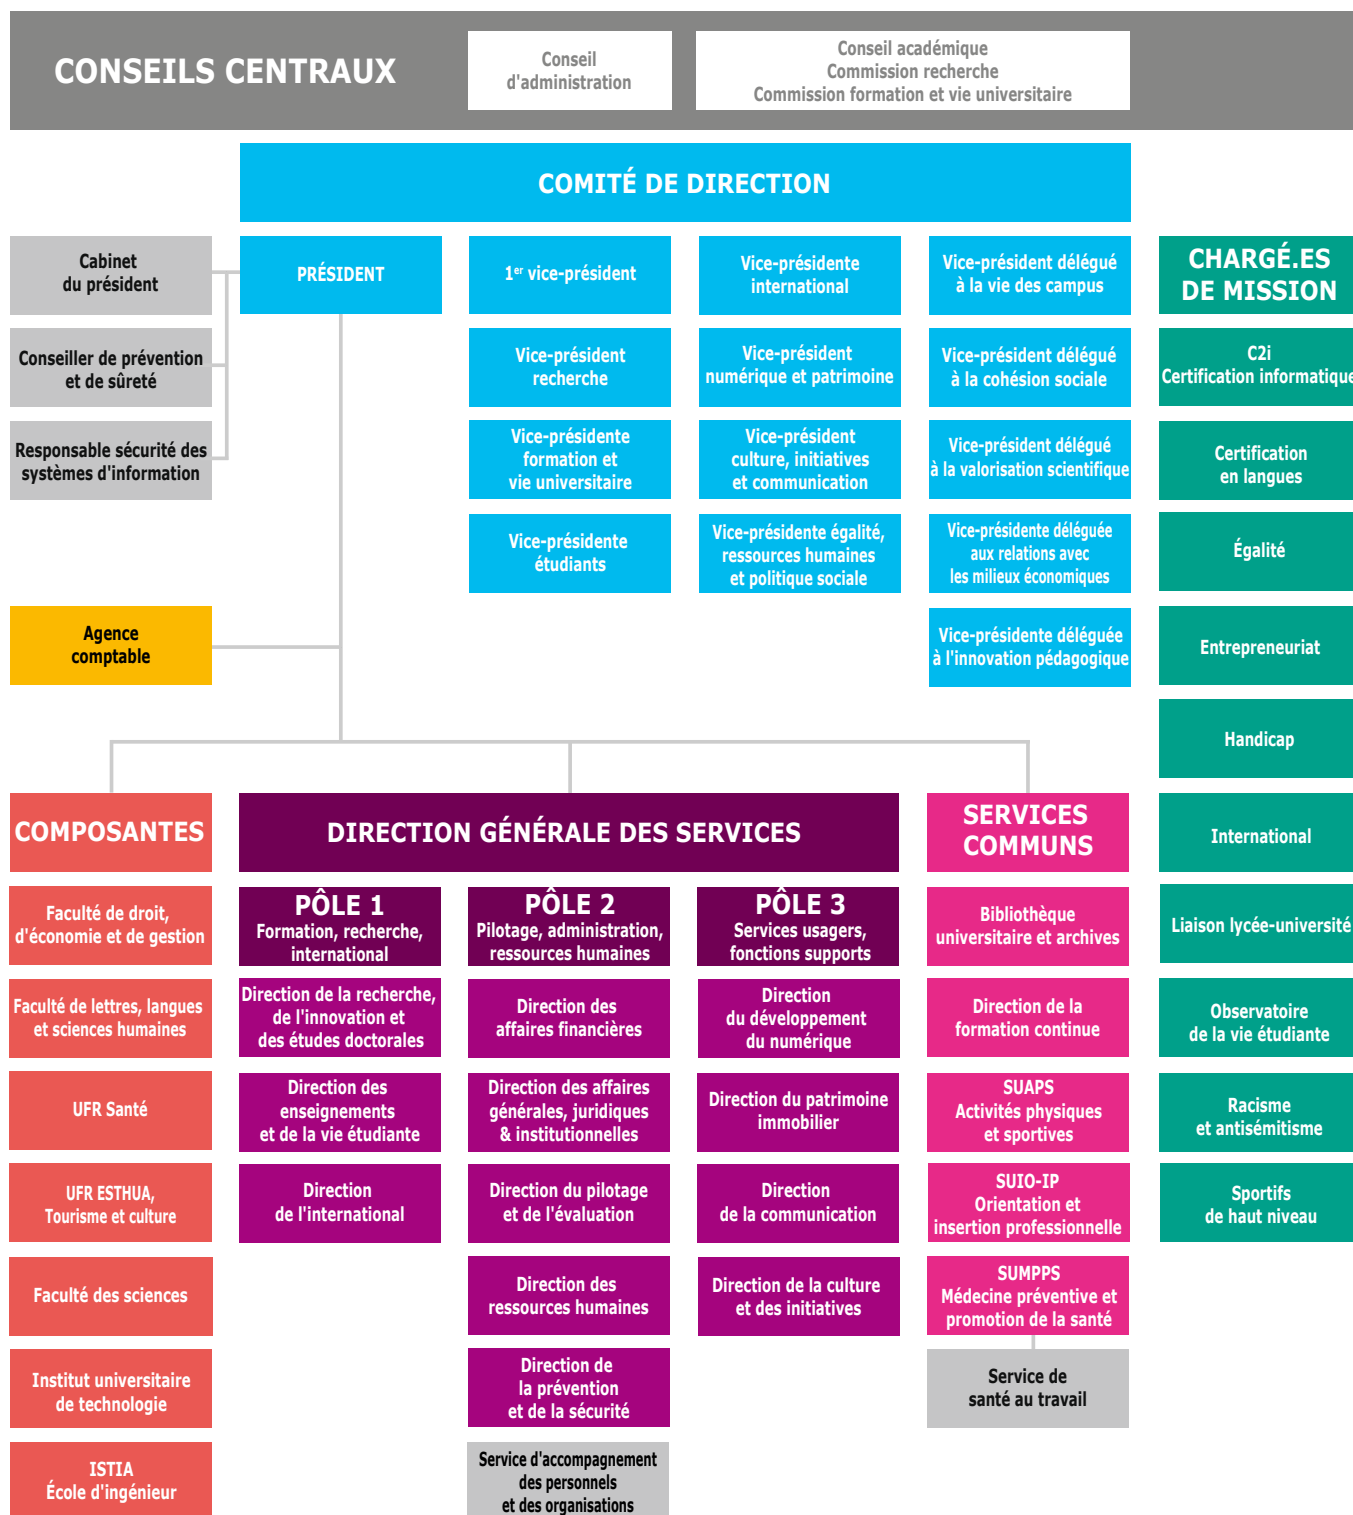 CONSEILS CENTRAUX
Conseil
d'administration
Conseil académique
Commission recherche
Commission formation et vie universitaire
COMITÉ DE DIRECTION
Cabinet
du président
Conseiller de prévention
et de sûreté
Responsable sécurité des
systèmes d'information
Agence
comptable
PRÉSIDENT
1er vice-président
Vice-président
recherche
Vice-présidente
formation et
vie universitaire
Vice-présidente
étudiants
Vice-présidente
international
Vice-président
numérique et patrimoine
Vice-président
culture, initiatives
et communication
Vice-présidente égalité,
ressources humaines
et politique sociale
Vice-président délégué
à la vie des campus
Vice-président délégué
à la cohésion sociale
Vice-président délégué
à la valorisation scientifique
Vice-présidente déléguée
aux relations avec
les milieux économiques
Vice-présidente déléguée
à l'innovation pédagogique
CHARGÉ.ES
DE MISSION
C2i
Certification informatique
Certification
en langues
Égalité
Entrepreneuriat
Handicap
International
Liaison lycée-université
Observatoire
de la vie étudiante
Racisme
et antisémitisme
Sportifs
de haut niveau
COMPOSANTES
Faculté de droit,
d'économie et de gestion
Faculté de lettres, langues
et sciences humaines
UFR Santé
UFR ESTHUA,
Tourisme et culture
Faculté des sciences
Institut universitaire
de technologie
ISTIA
École d'ingénieur
DIRECTION GÉNÉRALE DES SERVICES
PÔLE 1
Formation, recherche,
international
Direction de la recherche,
de l'innovation et
des études doctorales
Direction des
enseignements
et de la vie étudiante
Direction
de l'international
PÔLE 2
Pilotage, administration,
ressources humaines
Direction des
affaires financières
Direction des affaires
générales, juridiques
& institutionnelles
Direction du pilotage
et de l'évaluation
Direction des
ressources humaines
Direction de
la prévention
et de la sécurité
Service d'accompagnement
des personnels
et des organisations
PÔLE 3
Services usagers,
fonctions supports
Direction
du développement
du numérique
Direction du patrimoine
immobilier
Direction
de la communication
Direction de la culture
et des initiatives
SERVICES
COMMUNS
Bibliothèque
universitaire et archives
Direction de la
formation continue
SUAPS
Activités physiques
et sportives
SUIO-IP
Orientation et
insertion professionnelle
SUMPPS
Médecine préventive et
promotion de la santé
Service de
santé au travail